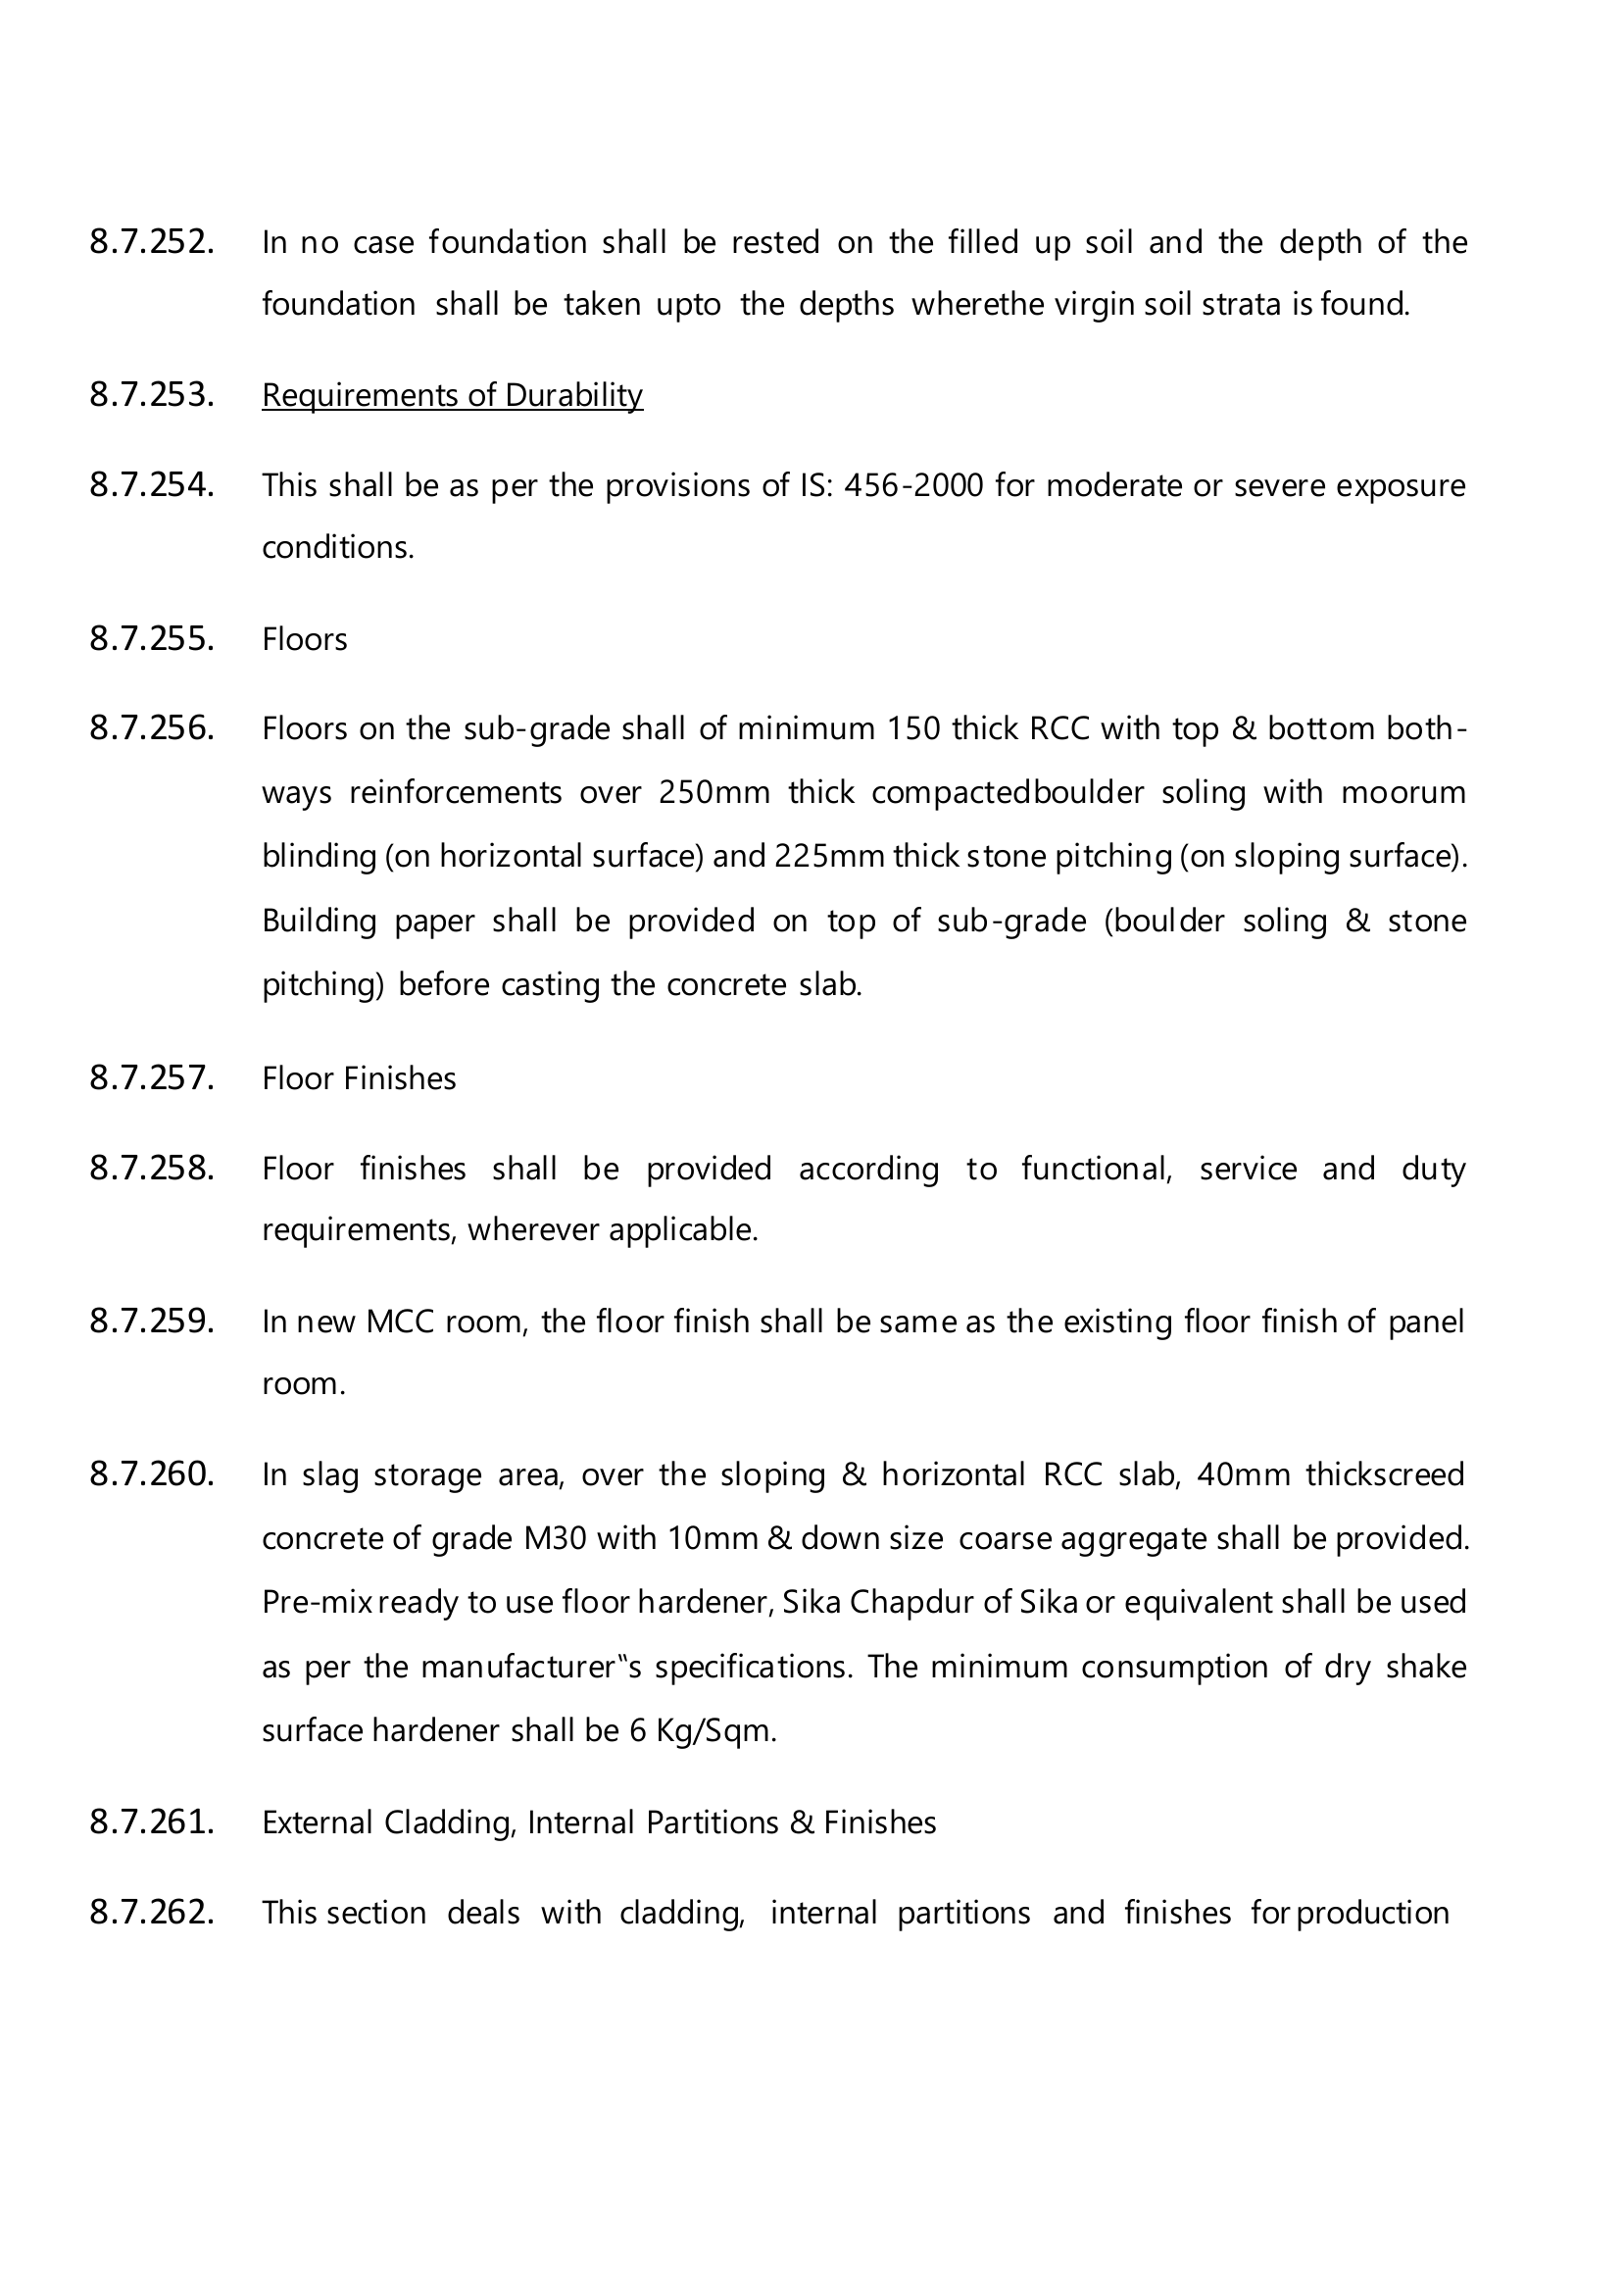 8.7.252. In no case foundation shall be rested on the filled up soil and the depth of the
foundation shall be taken upto the depths wherethe virgin soil strata is found.
8.7.253. Requirements of Durability
8.7.254. This shall be as per the provisions of IS: 456-2000 for moderate or severe exposure
conditions.
8.7.255. Floors
8.7.256. Floors on the sub-grade shall of minimum 150 thick RCC with top & bottom both-
ways reinforcements over 250mm thick compactedboulder soling with moorum
blinding (on horizontal surface) and 225mm thick stone pitching (on sloping surface).
Building paper shall be provided on top of sub-grade (boulder soling & stone
pitching) before casting the concrete slab.
8.7.257. Floor Finishes
8.7.258. Floor finishes shall be provided according to functional, service and duty
requirements, wherever applicable.
8.7.259. In new MCC room, the floor finish shall be same as the existing floor finish of panel
room.
8.7.260. In slag storage area, over the sloping & horizontal RCC slab, 40mm thickscreed
concrete of grade M30 with 10mm & down size coarse aggregate shall be provided.
Pre-mix ready to use floor hardener, Sika Chapdur of Sika or equivalent shall be used
as per the manufacturer‟s specifications. The minimum consumption of dry shake
surface hardener shall be 6 Kg/Sqm.
8.7.261. External Cladding, Internal Partitions & Finishes
8.7.262. This section deals with cladding, internal partitions and finishes for production